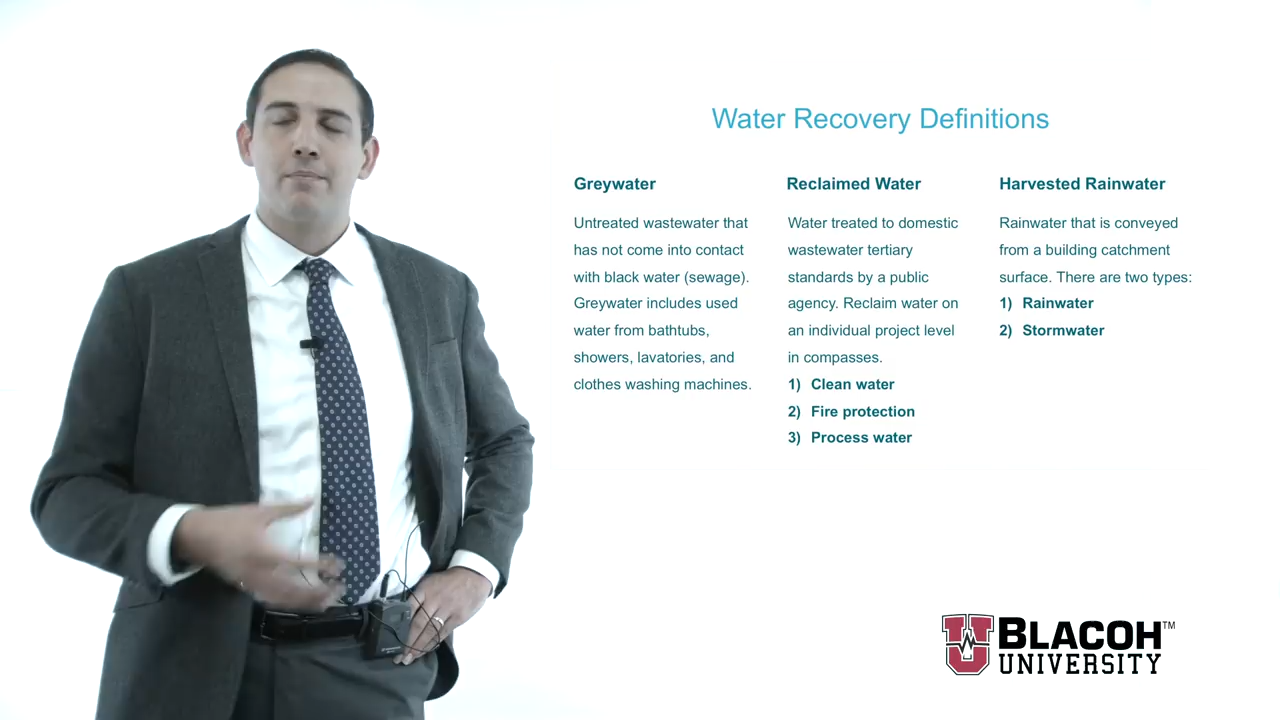 Water Recovery Definitions
Greywater
Untreated wastewater that
has not come into contact
with black water (sewage).
Greywater includes used
water from bathtubs,
showers, lavatories, and
clothes washing machines.
Reclaimed Water
Water treated to domestic
wastewater tertiary
standards by a public
agency. Reclaim water on
an individual project level
in compasses.
1) Clean water
2) Fire protection
3) Process water
Harvested Rainwater
Rainwater that is conveyed
from a building catchment
surface. There are two types:
1) Rainwater
2) Stormwater
U BLACOH™
UNIVERSITY